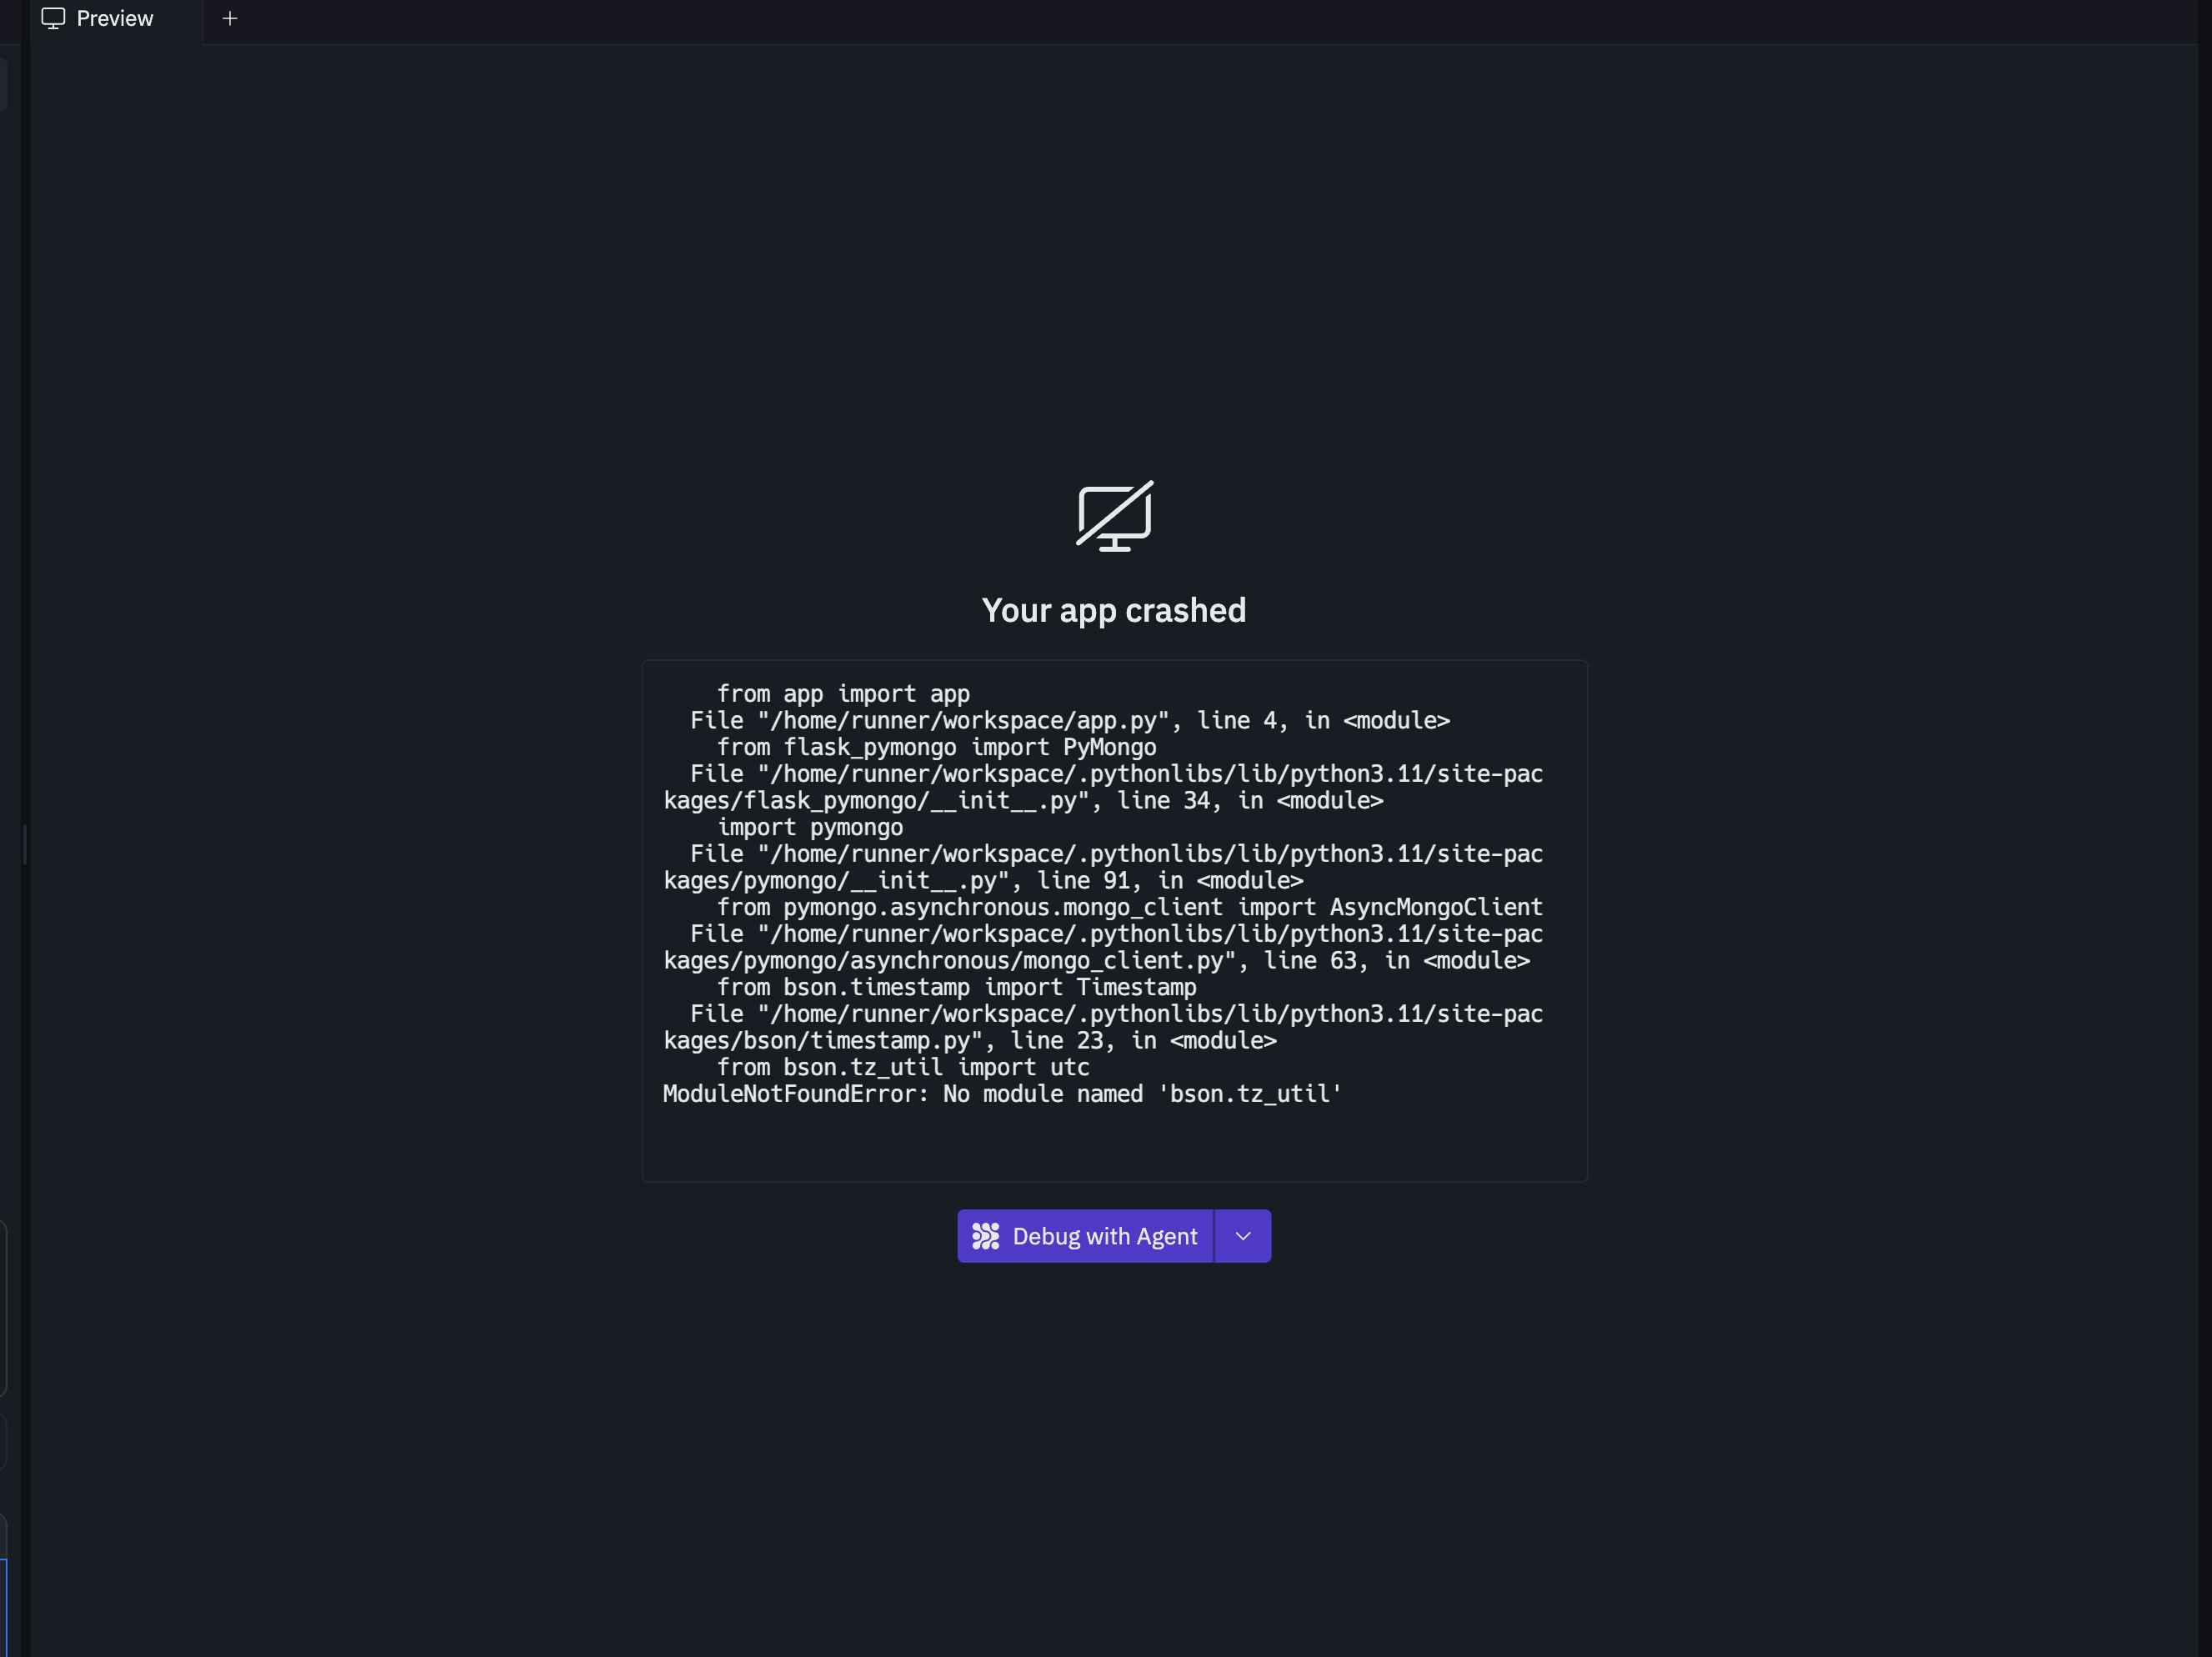 Preview
Your app crashed
from app import app
File "/home/runner/workspace/app.py", line 4, in <module>
from flask_pymongo import PyMongo
File "/home/runner/workspace/.pythonlibs/lib/python3.11/site-pac
kages/flask_pymongo/__init__.py", line 34, in <module>
import pymongo
File "/home/runner/workspace/.pythonlibs/lib/python3.11/site-pac
kages/pymongo/__init__.py", line 91, in <module>
from pymongo.asynchronous.mongo_client import AsyncMongoClient
File "/home/runner/workspace/.pythonlibs/lib/python3.11/site-pac
kages/pymongo/asynchronous/mongo_client.py", line 63, in <module>
from bson.timestamp import Timestamp
File "/home/runner/workspace/.pythonlibs/lib/python3.11/site-pac
kages/bson/timestamp.py", line 23, in <module>
from bson.tz_util import utc
ModuleNotFoundError: No module named 'bson.tz_util'
Debug with Agent